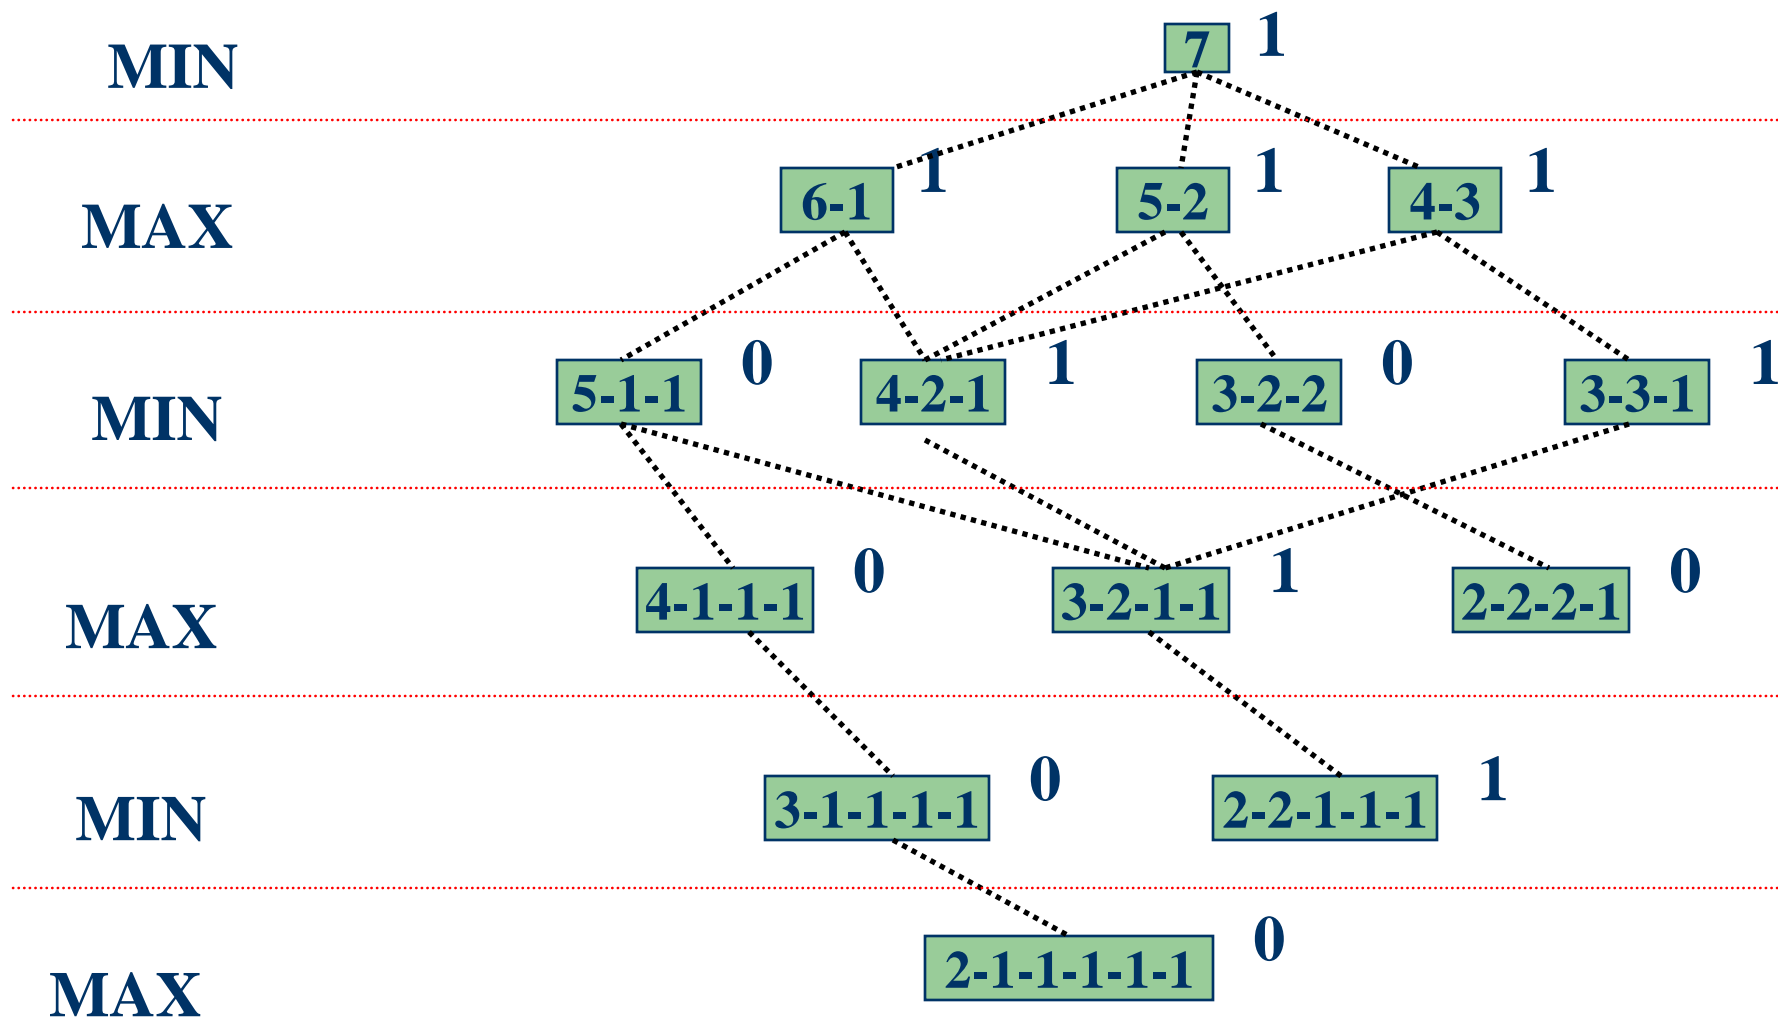 MIN 7 1
MAX 6-1 1 5-2 1 4-3 1
MIN 5-1-1 0 4-2-1 1 3-2-2 0 3-3-1 1
MAX 4-1-1-1 0 3-2-1-1 1 2-2-2-1 0
MIN 3-1-1-1-1 0 2-2-1-1-1 1
MAX 2-1-1-1-1-1 0